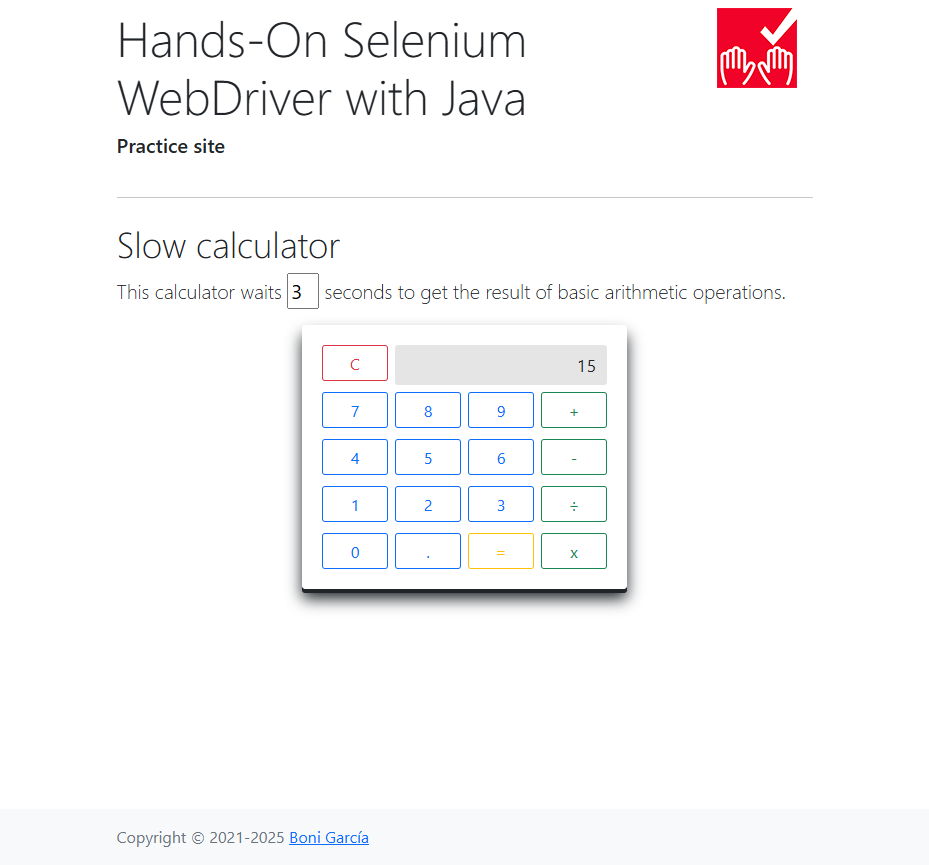 Hands-On Selenium
WebDriver with Java
Practice site
Slow calculator
This calculator waits 3 seconds to get the result of basic arithmetic operations.
C 15
7 8 9 +
4 5 6 -
1 2 3 ÷
0 . = x
Copyright © 2021-2025 Boni García